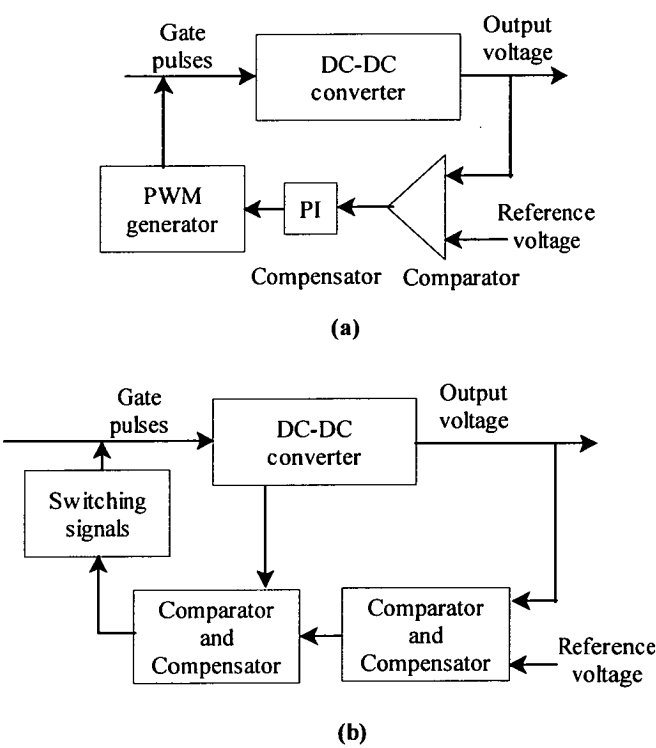 Gate
pulses
DC-DC
converter
Output
voltage
PWM
generator
PI
Reference
voltage
Compensator
Comparator
(a)
Gate
pulses
DC-DC
converter
Output
voltage
Switching
signals
Comparator
and
Compensator
Comparator
and
Compensator
Reference
voltage
(b)